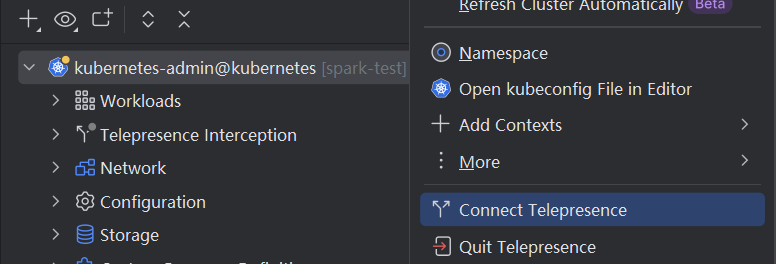 kubernetes-admin@kubernetes [spark-test]
Workloads
Telepresence Interception
Network
Configuration
Storage
Refresh Cluster Automatically Beta
Namespace
Open kubeconfig File in Editor
Add Contexts
More
Connect Telepresence
Quit Telepresence